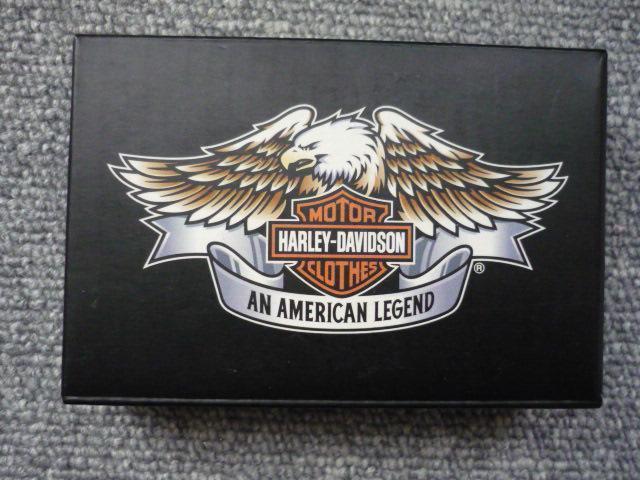 MOTOR
HARLEY-DAVIDSON
CLOTHES
®
AN AMERICAN LEGEND